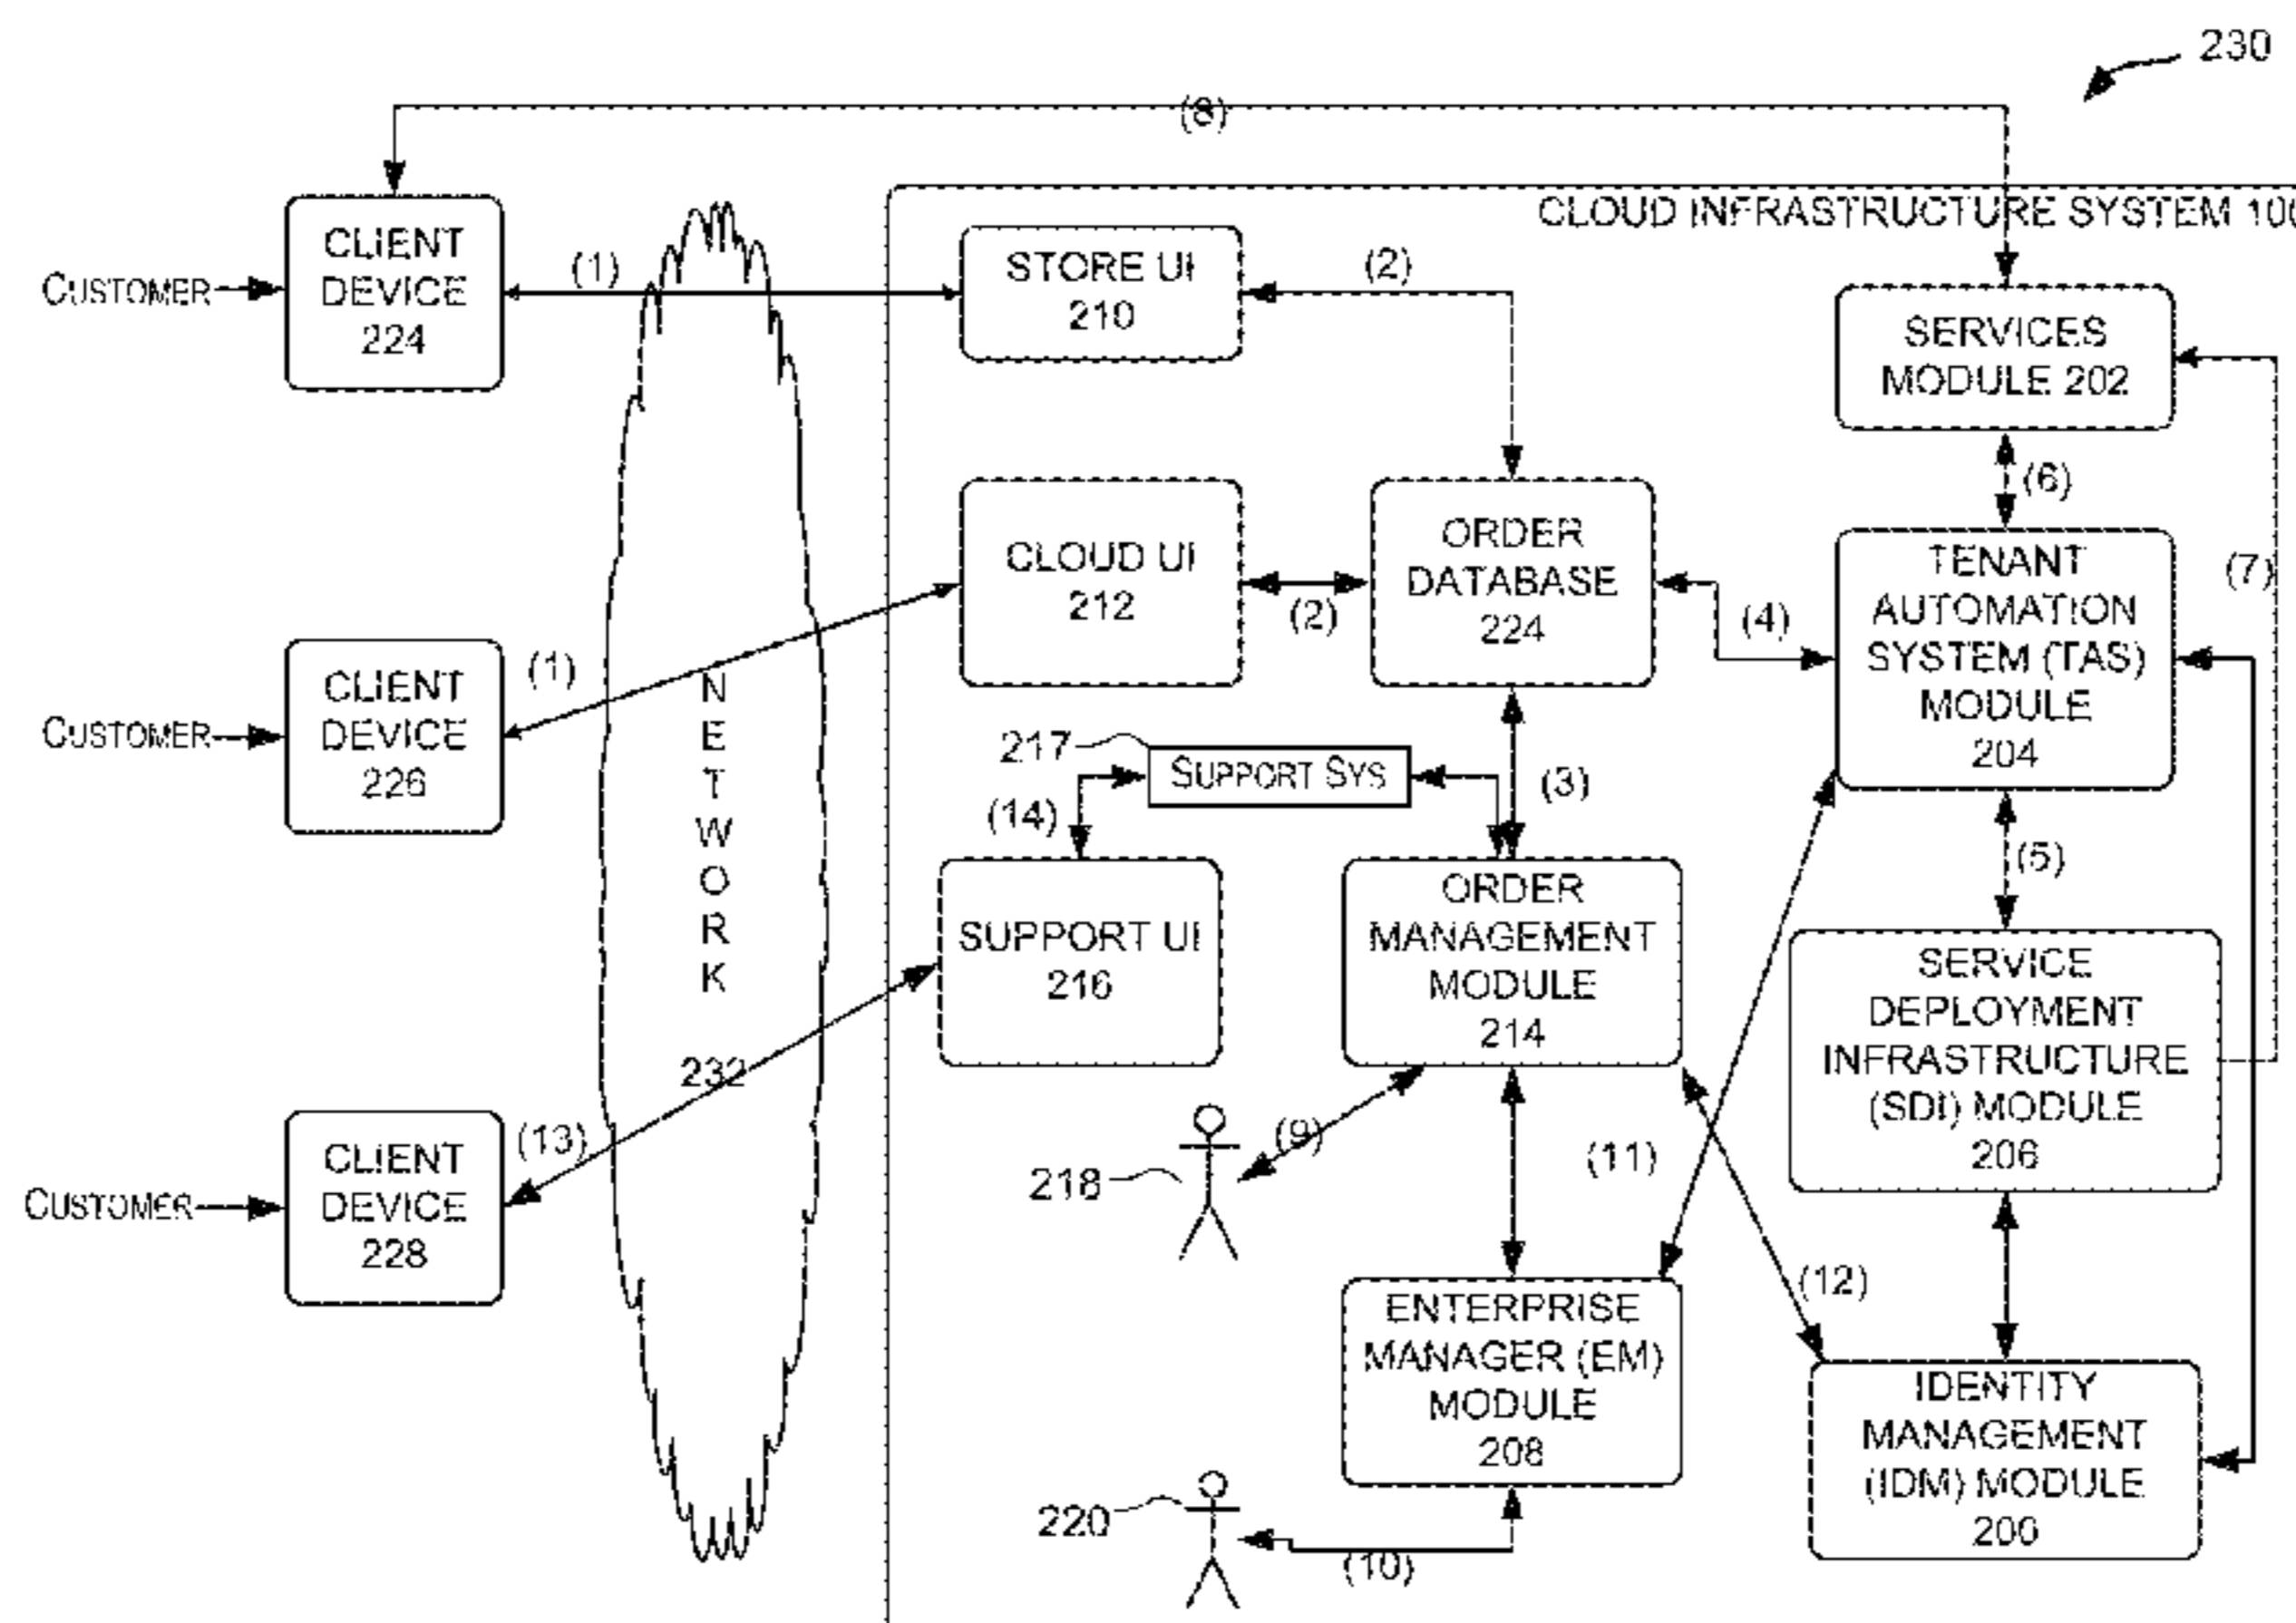 230
(8)
CLOUD INFRASTRUCTURE SYSTEM 100
CUSTOMER
CLIENT
DEVICE
224
(1)
STORE UI
210
(2)
SERVICES
MODULE 202
(6)
(7)
CUSTOMER
CLIENT
DEVICE
226
(1)
NETWORK
232
CLOUD UI
212
(2)
ORDER
DATABASE
224
(4)
TENANT
AUTOMATION
SYSTEM (TAS)
MODULE
204
217
SUPPORT SYS
(14)
(3)
(5)
SUPPORT UI
216
ORDER
MANAGEMENT
MODULE
214
SERVICE
DEPLOYMENT
INFRASTRUCTURE
(SDI) MODULE
206
CUSTOMER
CLIENT
DEVICE
228
(13)
218
(9)
(11)
(12)
ENTERPRISE
MANAGER (EM)
MODULE
208
IDENTITY
MANAGEMENT
(IDM) MODULE
200
220
(10)